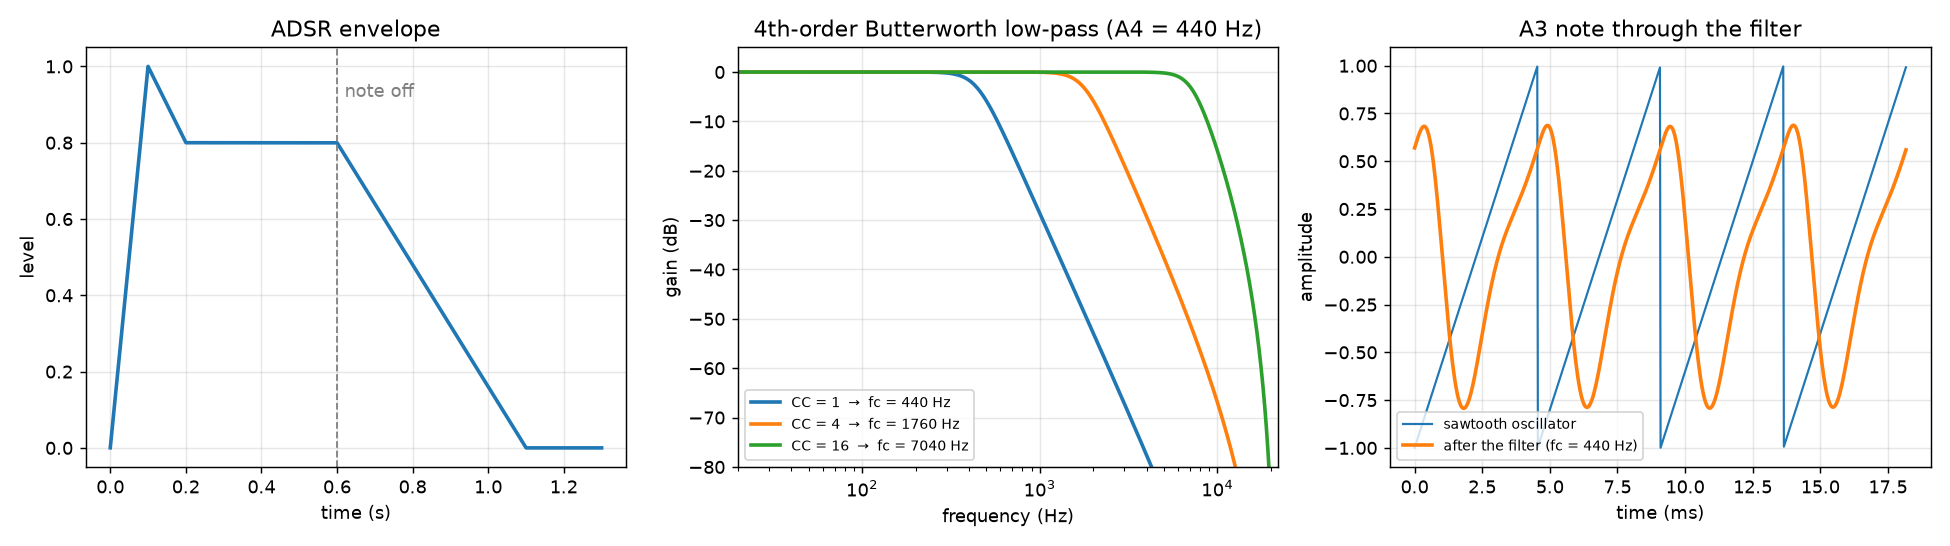 ADSR envelope
note off
1.0
0.8
0.6
0.4
0.2
0.0
level
0.0 0.2 0.4 0.6 0.8 1.0 1.2
time (s)
4th-order Butterworth low-pass (A4 = 440 Hz)
0
−10
−20
−30
−40
−50
−60
−70
−80
gain (dB)
CC = 1 → fc = 440 Hz
CC = 4 → fc = 1760 Hz
CC = 16 → fc = 7040 Hz
10² 10³ 10⁴
frequency (Hz)
A3 note through the filter
1.00
0.75
0.50
0.25
0.00
−0.25
−0.50
−0.75
−1.00
amplitude
sawtooth oscillator
after the filter (fc = 440 Hz)
0.0 2.5 5.0 7.5 10.0 12.5 15.0 17.5
time (ms)